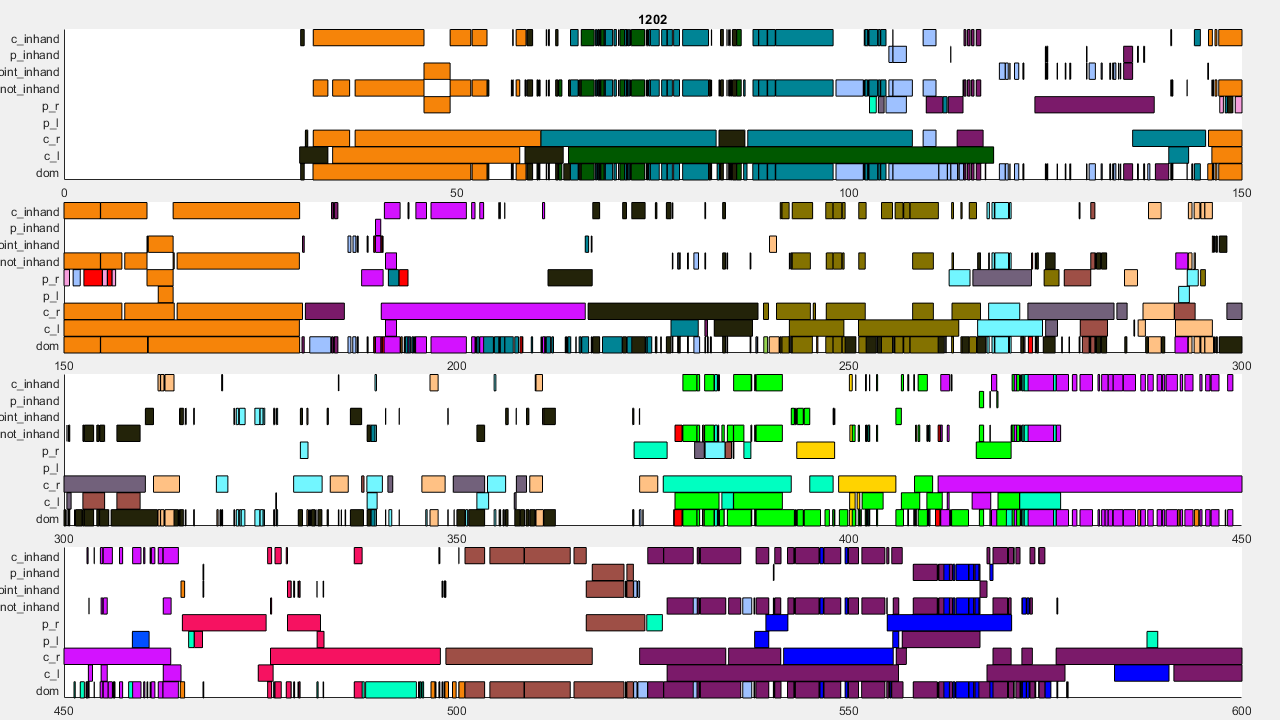 1202
c_inhand
p_inhand
oint_inhand
not_inhand
p_r
p_l
c_r
c_l
dom
0 50 100 150
c_inhand
p_inhand
oint_inhand
not_inhand
p_r
p_l
c_r
c_l
dom
150 200 250 300
c_inhand
p_inhand
oint_inhand
not_inhand
p_r
p_l
c_r
c_l
dom
300 350 400 450
c_inhand
p_inhand
oint_inhand
not_inhand
p_r
p_l
c_r
c_l
dom
450 500 550 600